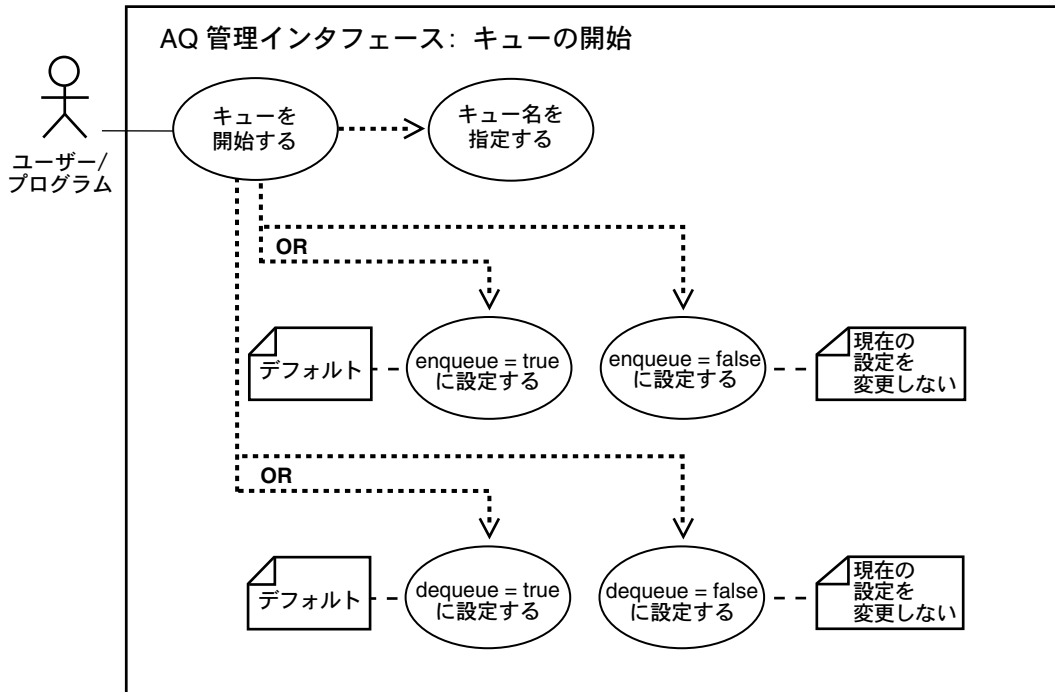 AQ 管理インタフェース: キューの開始
ユーザー/
プログラム
キューを
開始する
キュー名を
指定する
OR
デフォルト
enqueue = true
に設定する
enqueue = false
に設定する
現在の
設定を
変更しない
OR
デフォルト
dequeue = true
に設定する
dequeue = false
に設定する
現在の
設定を
変更しない